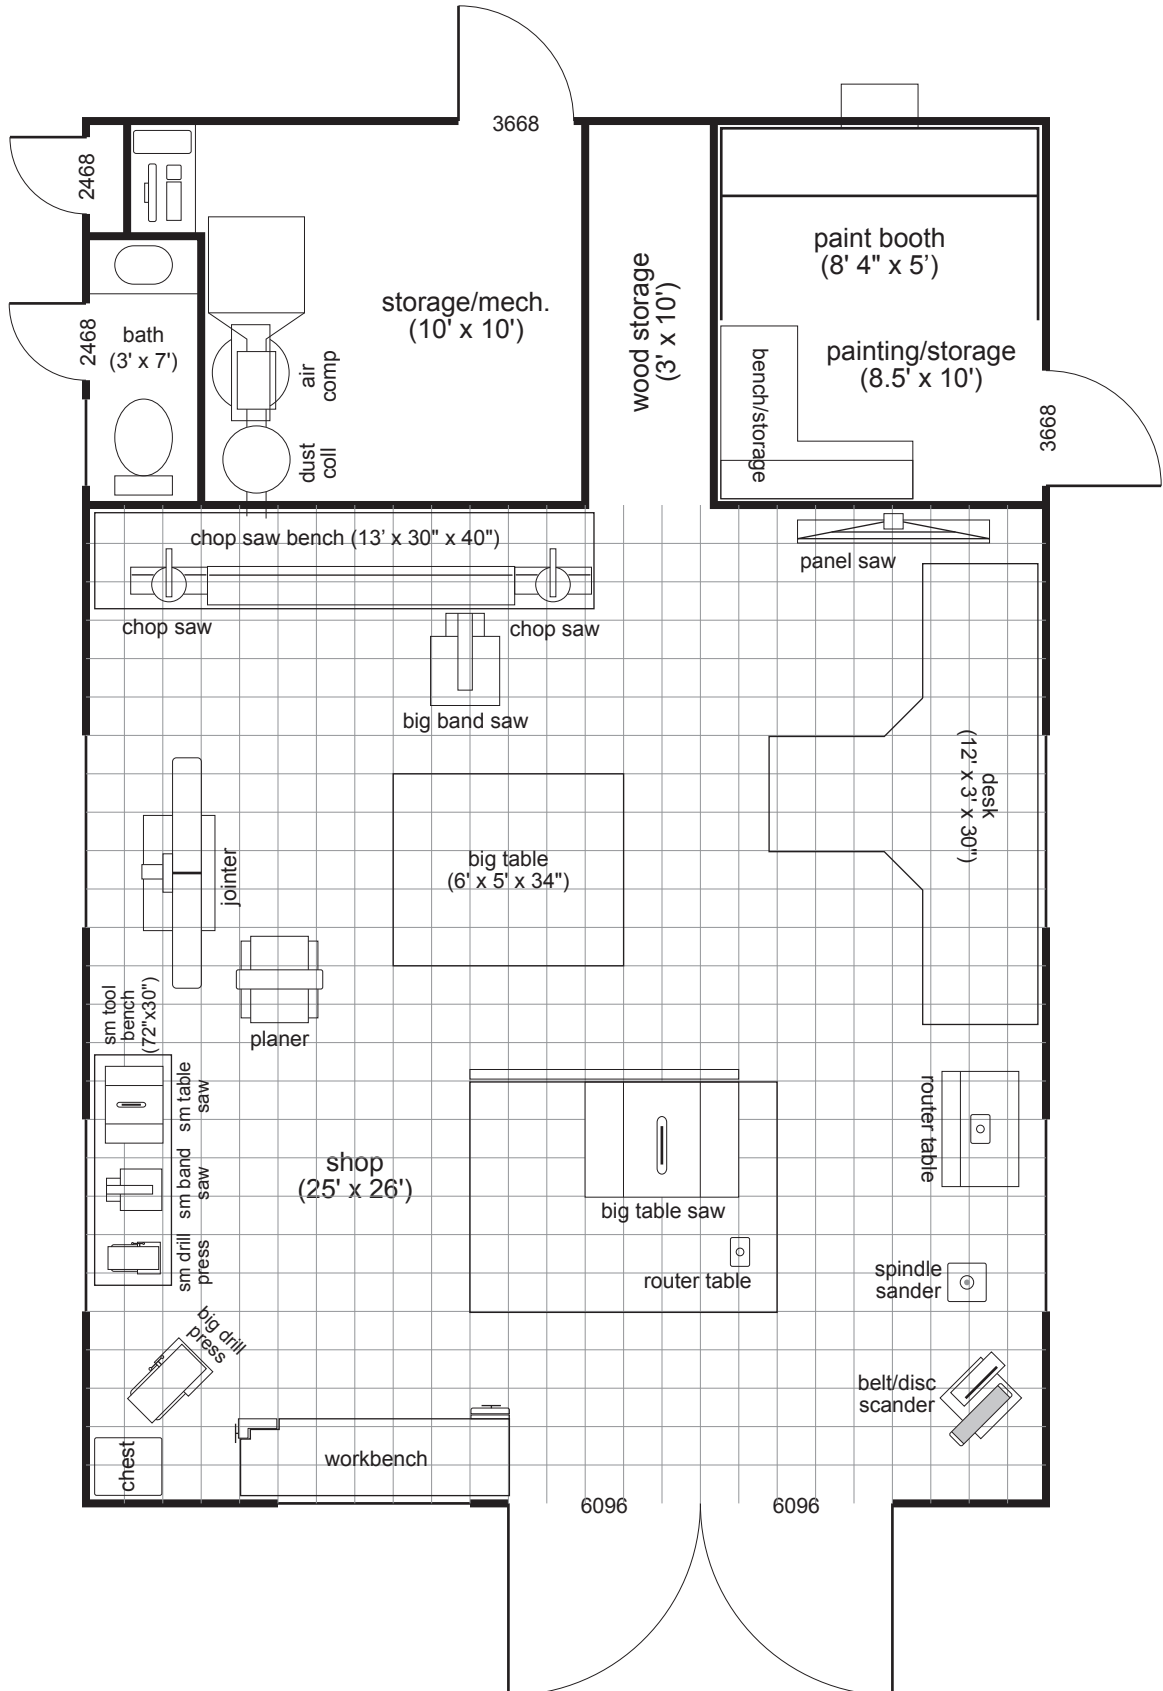 3668
2468
paint booth
(8' 4" x 5')
storage/mech.
(10' x 10')
wood storage
(3' x 10')
2468
bath
(3' x 7')
air
comp
painting/storage
(8.5' x 10')
bench/storage
3668
dust
coll
chop saw bench (13' x 30" x 40")
panel saw
chop saw
chop saw
big band saw
desk
(12' x 3' x 30")
big table
(6' x 5' x 34")
jointer
sm tool
bench
(72"x30")
planer
sm table
saw
router table
shop
(25' x 26')
sm band
saw
big table saw
sm drill
press
router table
spindle
sander
big drill
press
belt/disc
scander
workbench
chest
6096
6096